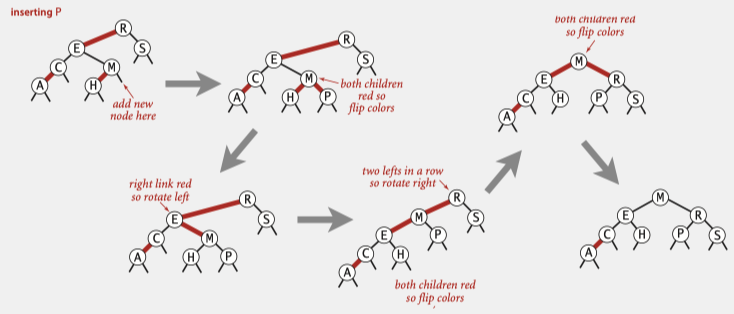 inserting P
R
E
S
C
M
A
H
add new
node here
R
E
S
C
M
A
H
P
both children
red so
flip colors
both children red
so flip colors
M
E
R
C
H
P
S
A
right link red
so rotate left
R
E
S
C
M
A
H
P
two lefts in a row
so rotate right
R
M
S
E
P
C
H
A
both children red
so flip colors
M
E
R
C
H
P
S
A